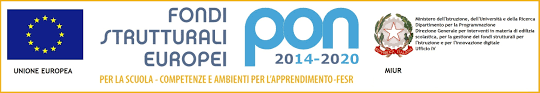 UNIONE EUROPEA
FONDI
STRUTTURALI
EUROPEI
pon
2014-2020
PER LA SCUOLA - COMPETENZE E AMBIENTI PER L'APPRENDIMENTO-FESR
MIUR
Ministero dell'Istruzione, dell'Università e della Ricerca
Dipartimento per la Programmazione
Direzione Generale per interventi in materia di edilizia
scolastica, per la gestione dei fondi strutturali per
l'istruzione e per l'innovazione digitale
Ufficio IV